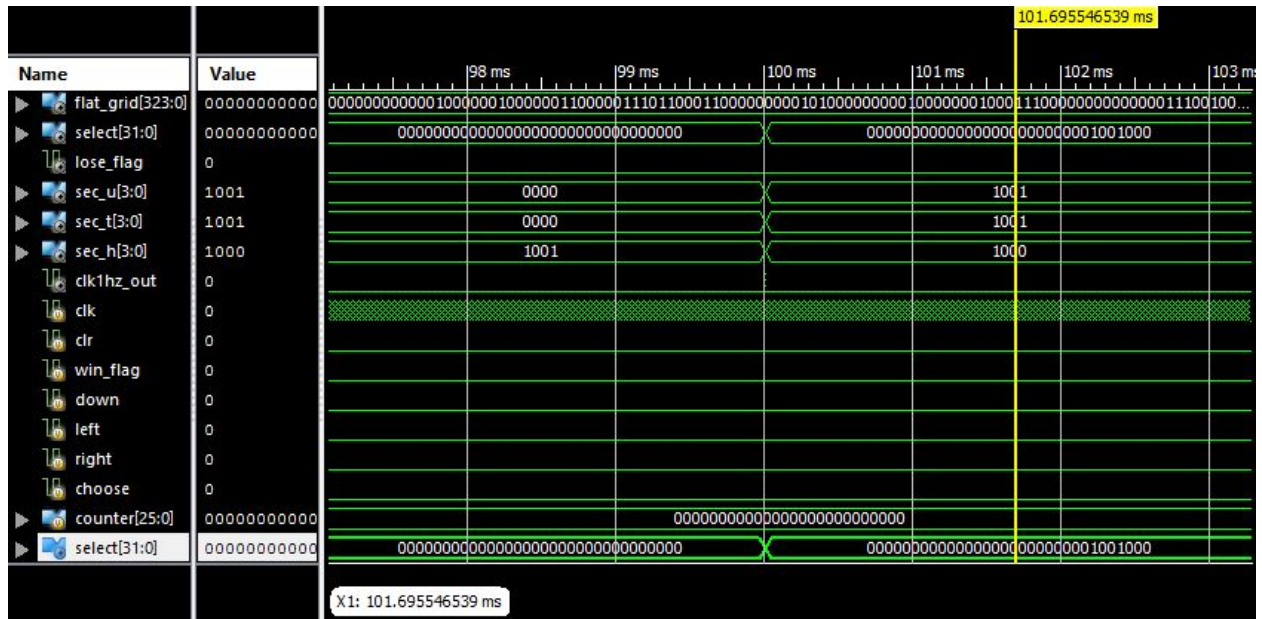 101.695546539 ms
Name Value 98 ms 99 ms 100 ms 101 ms 102 ms 103 m
flat_grid[323:0] 00000000000
select[31:0] 00000000000 00000000000000000000000000000000 00000000000000000000000001001000
lose_flag 0
sec_u[3:0] 1001 0000 1001
sec_t[3:0] 1001 0000 1001
sec_h[3:0] 1000 1001 1000
clk1hz_out 0
clk 0
clr 0
win_flag 0
down 0
left 0
right 0
choose 0
counter[25:0] 00000000000 00000000000000000000000000
select[31:0] 00000000000 00000000000000000000000000000000 00000000000000000000000001001000
X1: 101.695546539 ms